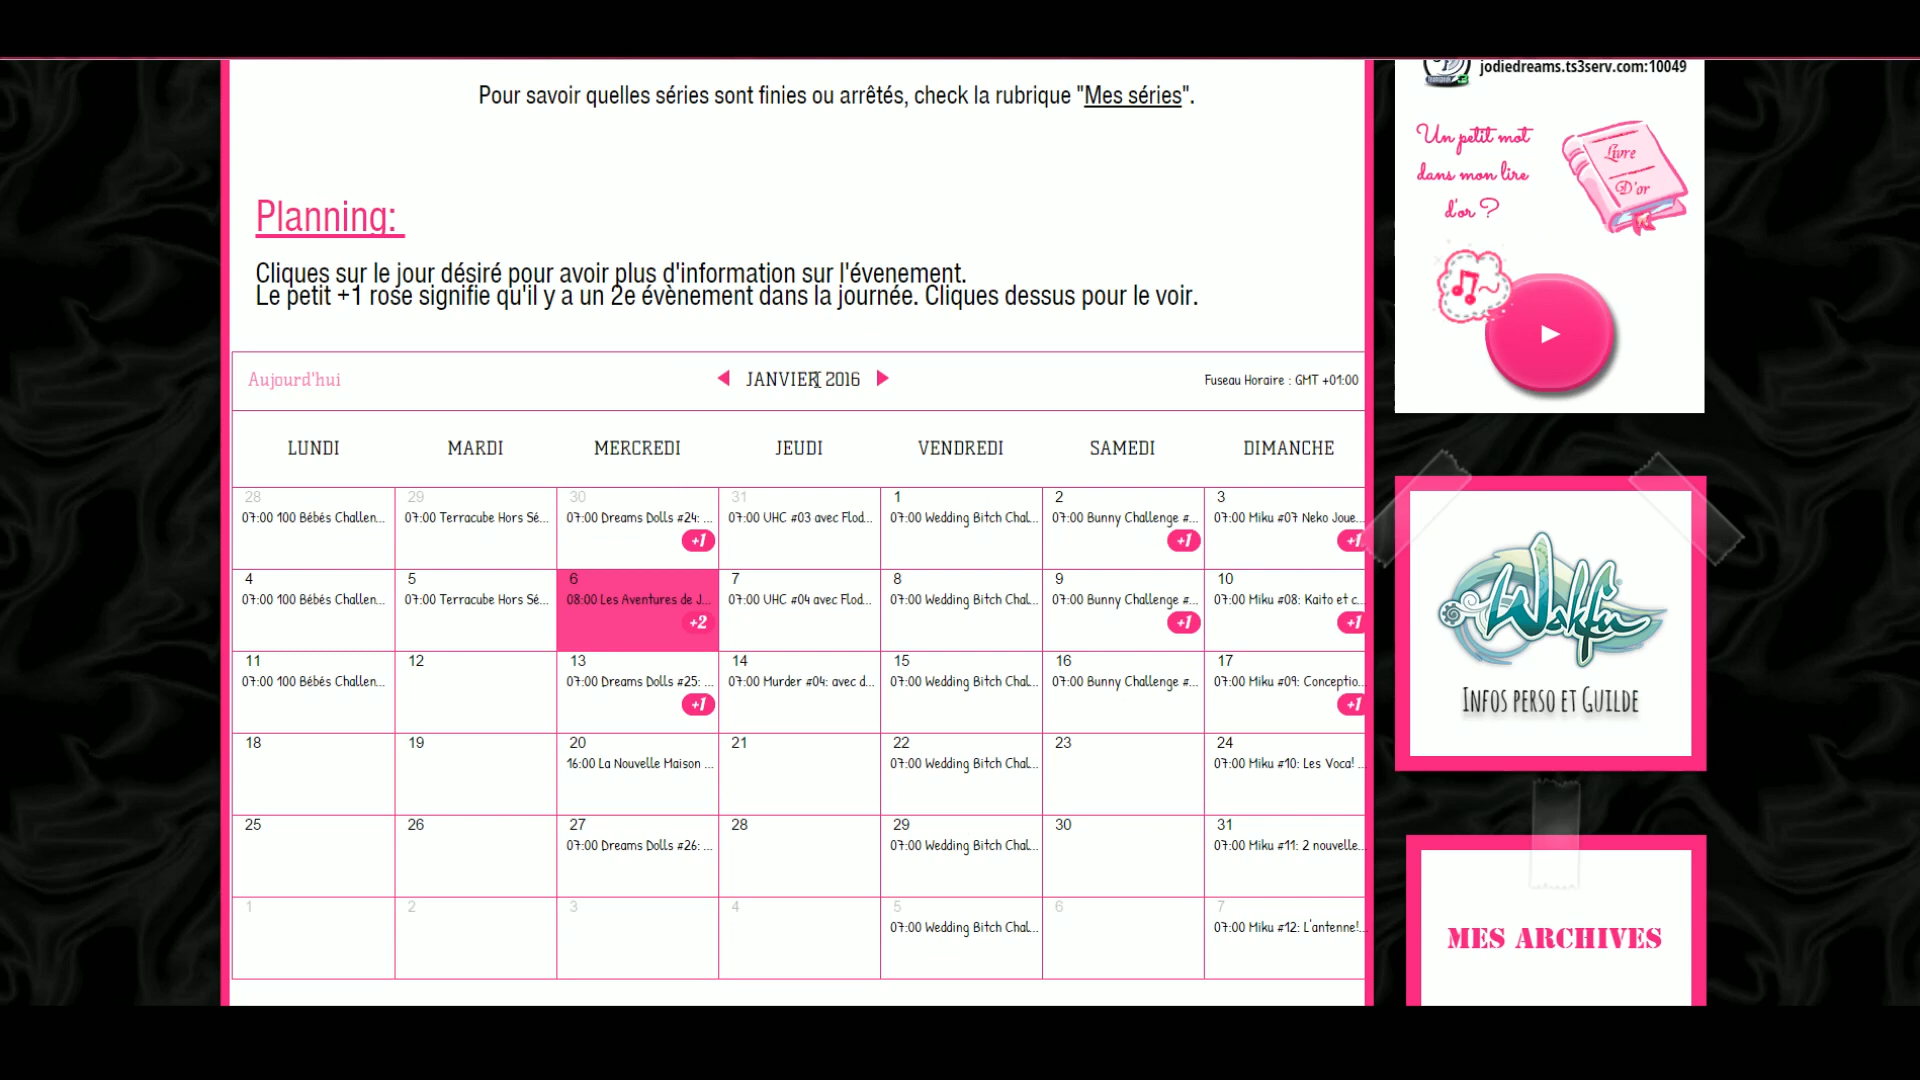 Pour savoir quelles séries sont finies ou arrêtés, check la rubrique "Mes séries".
Planning:
Cliques sur le jour désiré pour avoir plus d'information sur l'évenement.
Le petit +1 rose signifie qu'il y a un 2e évènement dans la journée. Cliques dessus pour le voir.
Aujourd'hui
JANVIER 2016
Fuseau Horaire : GMT +01:00
LUNDI MARDI MERCREDI JEUDI VENDREDI SAMEDI DIMANCHE
28 29 30 31 1 2 3
07:00 100 Bébés Challen... 07:00 Terracube Hors Sé... 07:00 Dreams Dolls #24: ... 07:00 UHC #03 avec Flod... 07:00 Wedding Bitch Chal... 07:00 Bunny Challenge #... 07:00 Miku #07 Neko Joue...
+1 +1 +1
4 5 6 7 8 9 10
07:00 100 Bébés Challen... 07:00 Terracube Hors Sé... 08:00 Les Aventures de J... 07:00 UHC #04 avec Flod... 07:00 Wedding Bitch Chal... 07:00 Bunny Challenge #... 07:00 Miku #08: Kaito et c...
+2 +1 +1
11 12 13 14 15 16 17
07:00 100 Bébés Challen... 07:00 Dreams Dolls #25: ... 07:00 Murder #04: avec d... 07:00 Wedding Bitch Chal... 07:00 Bunny Challenge #... 07:00 Miku #09: Conceptio...
+1 +1
18 19 20 21 22 23 24
16:00 La Nouvelle Maison ... 07:00 Wedding Bitch Chal... 07:00 Miku #10: Les Voca! ...
25 26 27 28 29 30 31
07:00 Dreams Dolls #26: ... 07:00 Wedding Bitch Chal... 07:00 Miku #11: 2 nouvelle...
1 2 3 4 5 6 7
07:00 Wedding Bitch Chal... 07:00 Miku #12: L'antenne!...
jodiedreams.ts3serv.com:10049
Un petit mot
dans mon lire
d'or ?
Livre
D'or
Wakfu
Infos perso et Guilde
MES ARCHIVES